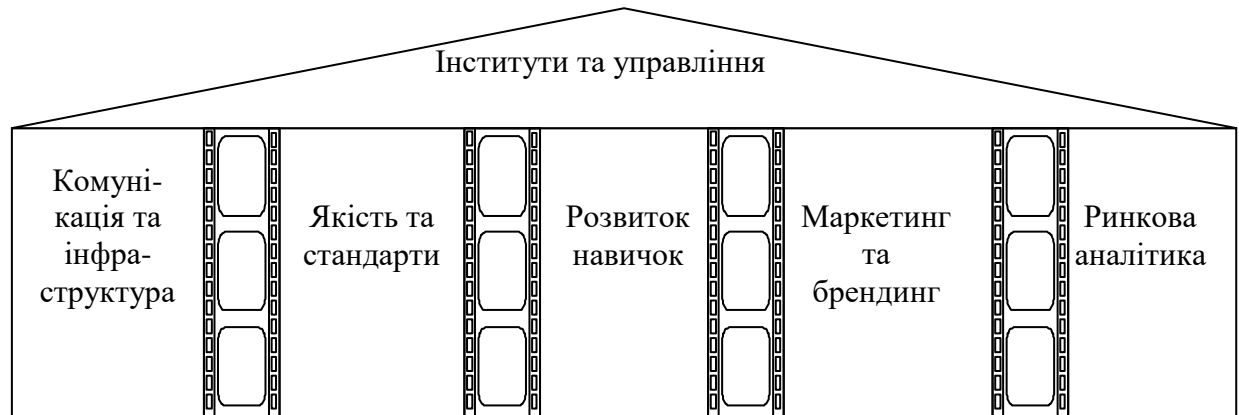 Інститути та управління
Комуні-
кація та
інфра-
структура
Якість та
стандарти
Розвиток
навичок
Маркетинг
та
брендинг
Ринкова
аналітика